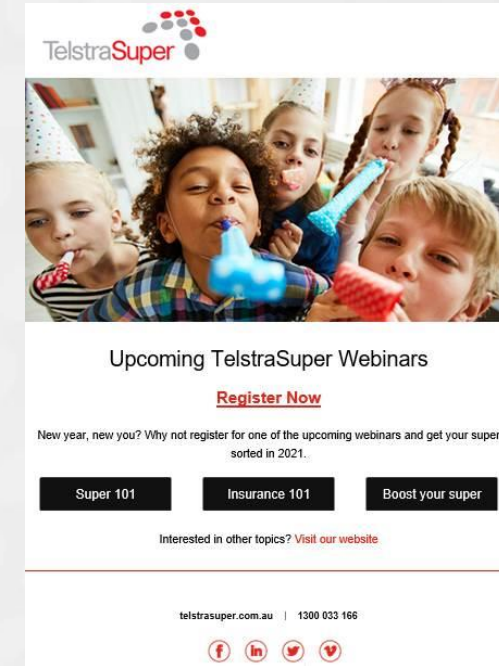 TelstraSuper
Upcoming TelstraSuper Webinars
Register Now
New year, new you? Why not register for one of the upcoming webinars and get your super
sorted in 2021.
Super 101
Insurance 101
Boost your super
Interested in other topics? Visit our website
telstrasuper.com.au | 1300 033 166